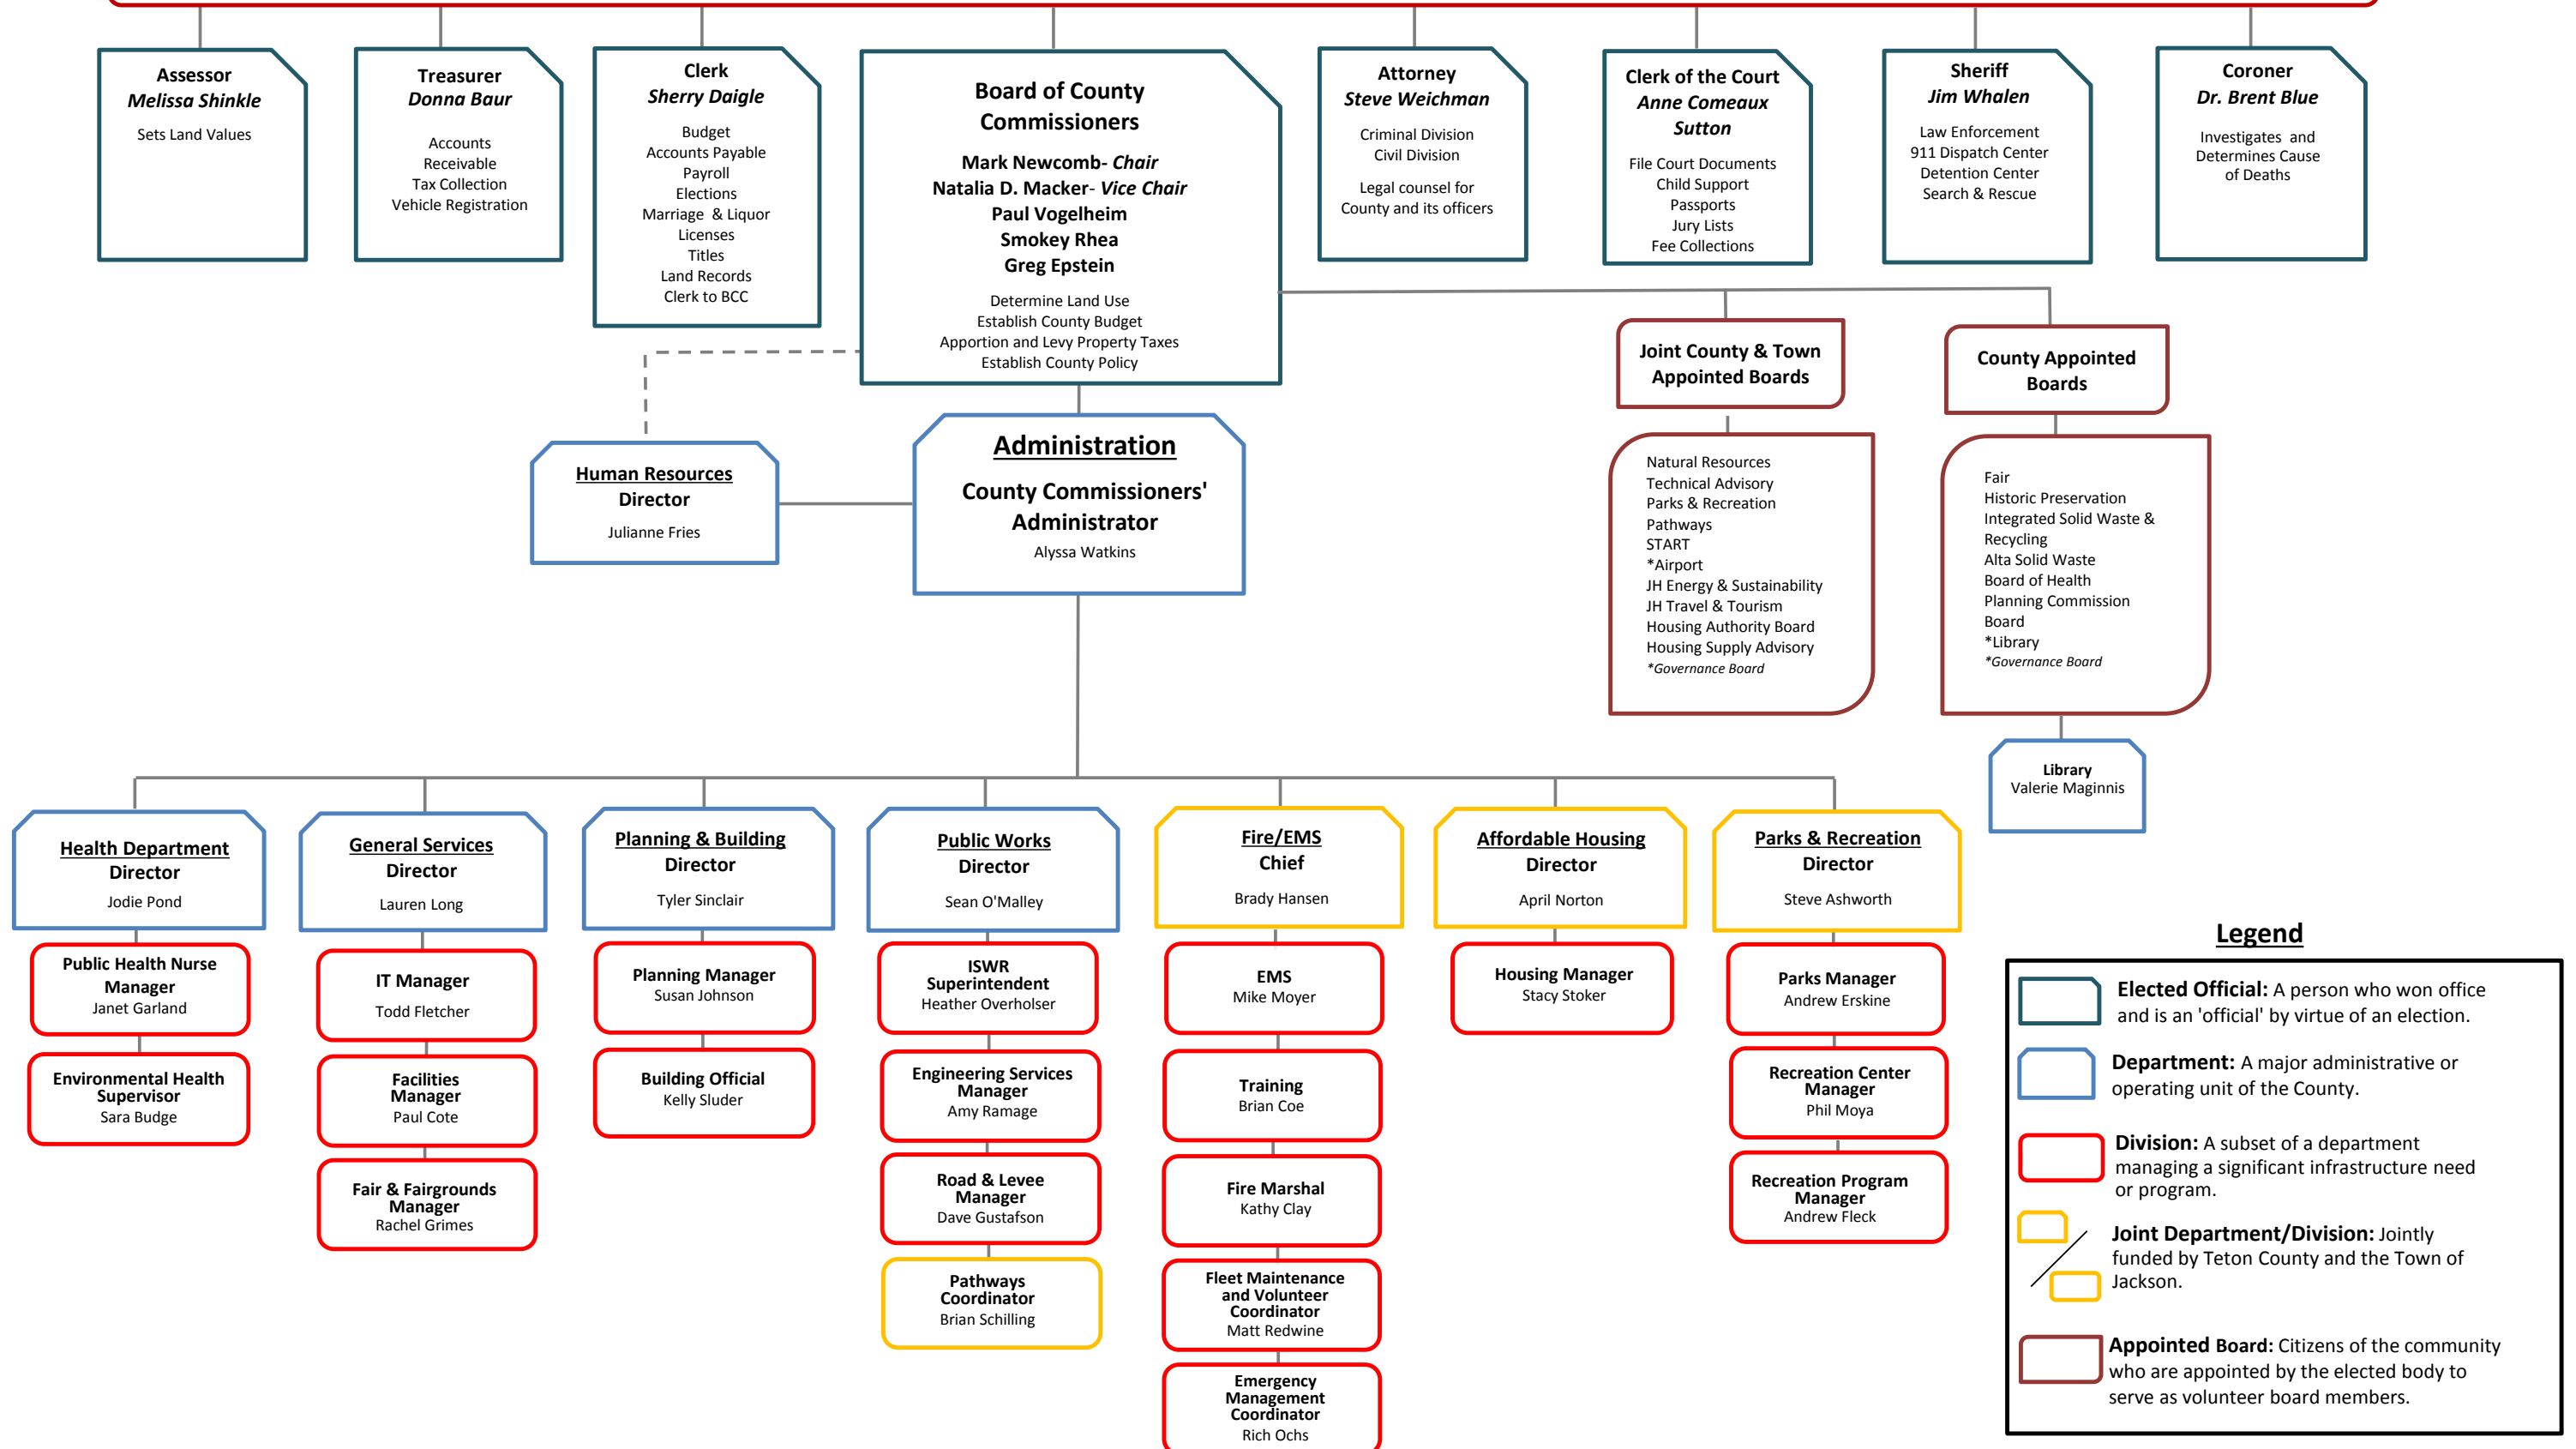 Assessor
Melissa Shinkle
Sets Land Values
Treasurer
Donna Baur
Accounts
Receivable
Tax Collection
Vehicle Registration
Clerk
Sherry Daigle
Budget
Accounts Payable
Payroll
Elections
Marriage & Liquor
Licenses
Titles
Land Records
Clerk to BCC
Board of County
Commissioners
Mark Newcomb- Chair
Natalia D. Macker- Vice Chair
Paul Vogelheim
Smokey Rhea
Greg Epstein
Determine Land Use
Establish County Budget
Apportion and Levy Property Taxes
Establish County Policy
Attorney
Steve Weichman
Criminal Division
Civil Division
Legal counsel for
County and its officers
Clerk of the Court
Anne Comeaux
Sutton
File Court Documents
Child Support
Passports
Jury Lists
Fee Collections
Sheriff
Jim Whalen
Law Enforcement
911 Dispatch Center
Detention Center
Search & Rescue
Coroner
Dr. Brent Blue
Investigates and
Determines Cause
of Deaths
Joint County & Town
Appointed Boards
County Appointed
Boards
Human Resources
Director
Julianne Fries
Administration
County Commissioners'
Administrator
Alyssa Watkins
Natural Resources
Technical Advisory
Parks & Recreation
Pathways
START
*Airport
JH Energy & Sustainability
JH Travel & Tourism
Housing Authority Board
Housing Supply Advisory
*Governance Board
Fair
Historic Preservation
Integrated Solid Waste &
Recycling
Alta Solid Waste
Board of Health
Planning Commission
Board
*Library
*Governance Board
Library
Valerie Maginnis
Health Department
Director
Jodie Pond
Public Health Nurse
Manager
Janet Garland
Environmental Health
Supervisor
Sara Budge
General Services
Director
Lauren Long
IT Manager
Todd Fletcher
Facilities
Manager
Paul Cote
Fair & Fairgrounds
Manager
Rachel Grimes
Planning & Building
Director
Tyler Sinclair
Planning Manager
Susan Johnson
Building Official
Kelly Sluder
Public Works
Director
Sean O'Malley
ISWR
Superintendent
Heather Overholser
Engineering Services
Manager
Amy Ramage
Road & Levee
Manager
Dave Gustafson
Pathways
Coordinator
Brian Schilling
Fire/EMS
Chief
Brady Hansen
EMS
Mike Moyer
Training
Brian Coe
Fire Marshal
Kathy Clay
Fleet Maintenance
and Volunteer
Coordinator
Matt Redwine
Emergency
Management
Coordinator
Rich Ochs
Affordable Housing
Director
April Norton
Housing Manager
Stacy Stoker
Parks & Recreation
Director
Steve Ashworth
Parks Manager
Andrew Erskine
Recreation Center
Manager
Phil Moya
Recreation Program
Manager
Andrew Fleck
Legend
Elected Official: A person who won office
and is an 'official' by virtue of an election.
Department: A major administrative or
operating unit of the County.
Division: A subset of a department
managing a significant infrastructure need
or program.
Joint Department/Division: Jointly
funded by Teton County and the Town of
Jackson.
Appointed Board: Citizens of the community
who are appointed by the elected body to
serve as volunteer board members.